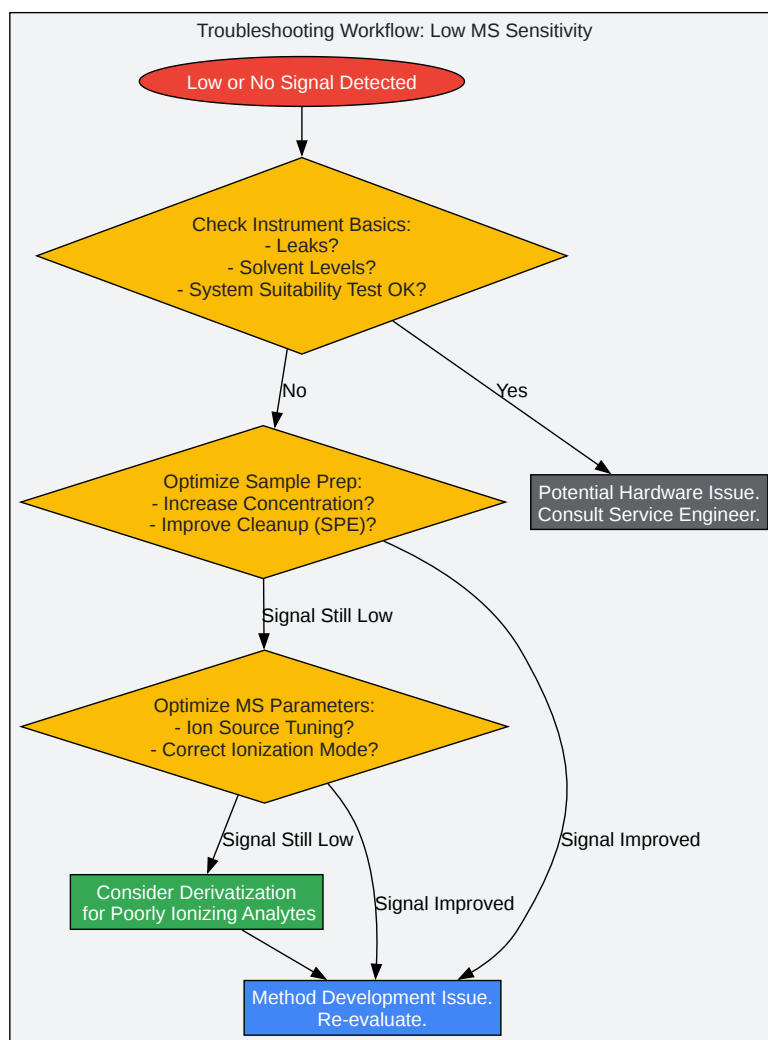 Troubleshooting Workflow: Low MS Sensitivity
Low or No Signal Detected
Check Instrument Basics:
- Leaks?
- Solvent Levels?
- System Suitability Test OK?
No
Yes
Optimize Sample Prep:
- Increase Concentration?
- Improve Cleanup (SPE)?
Potential Hardware Issue.
Consult Service Engineer.
Signal Still Low
Optimize MS Parameters:
- Ion Source Tuning?
- Correct Ionization Mode?
Signal Still Low
Signal Improved
Consider Derivatization
for Poorly Ionizing Analytes
Signal Improved
Method Development Issue.
Re-evaluate.